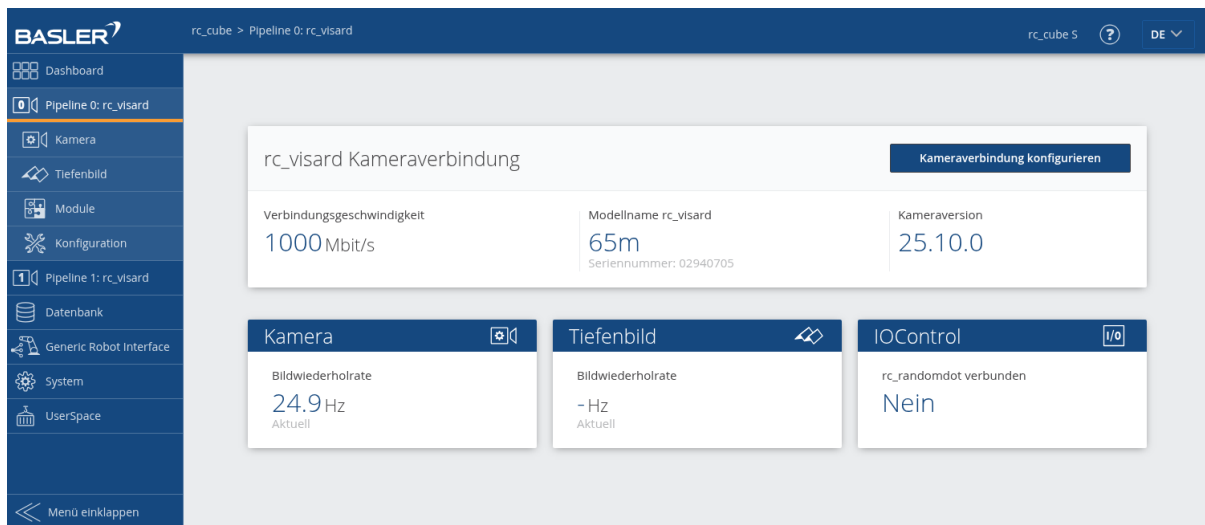 BASLER
rc_cube > Pipeline 0: rc_visard
rc_cube S
?
DE
Dashboard
0
Pipeline 0: rc_visard
Kamera
Tiefenbild
Module
Konfiguration
1
Pipeline 1: rc_visard
Datenbank
Generic Robot Interface
System
UserSpace
Menü einklappen
rc_visard Kameraverbindung
Kameraverbindung konfigurieren
Verbindungsgeschwindigkeit
1000 Mbit/s
Modellname rc_visard
65m
Seriennummer: 02940705
Kameraversion
25.10.0
Kamera
Bildwiederholrate
24.9 Hz
Aktuell
Tiefenbild
Bildwiederholrate
- Hz
Aktuell
IOControl
I/O
rc_randomdot verbunden
Nein